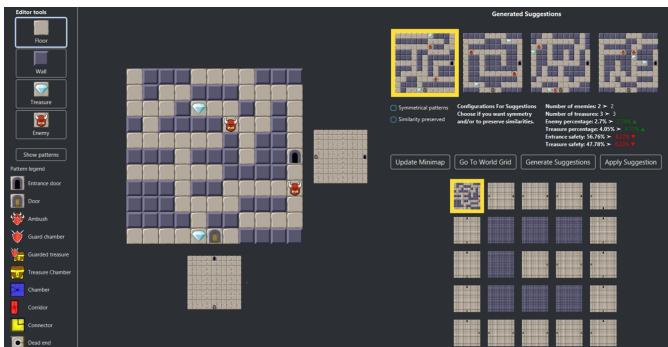 Editor tools
Floor
Wall
Treasure
Enemy
Show patterns
Pattern legend
Entrance door
Door
Ambush
Guard chamber
Guarded treasure
Treasure Chamber
Chamber
Corridor
Connector
Dead end
Generated Suggestions
Symmetrical patterns
Similarity preserved
Configurations For Suggestions
Choose if you want symmetry
and/or to preserve similarities.
Number of enemies: 2 ➤ 2
Number of treasures: 3 ➤ 3
Enemy percentage: 2.7% ➤
Treasure percentage: 4.05% ➤
Entrance safety: 56.76% ➤
Treasure safety: 47.78% ➤
Update Minimap
Go To World Grid
Generate Suggestions
Apply Suggestion